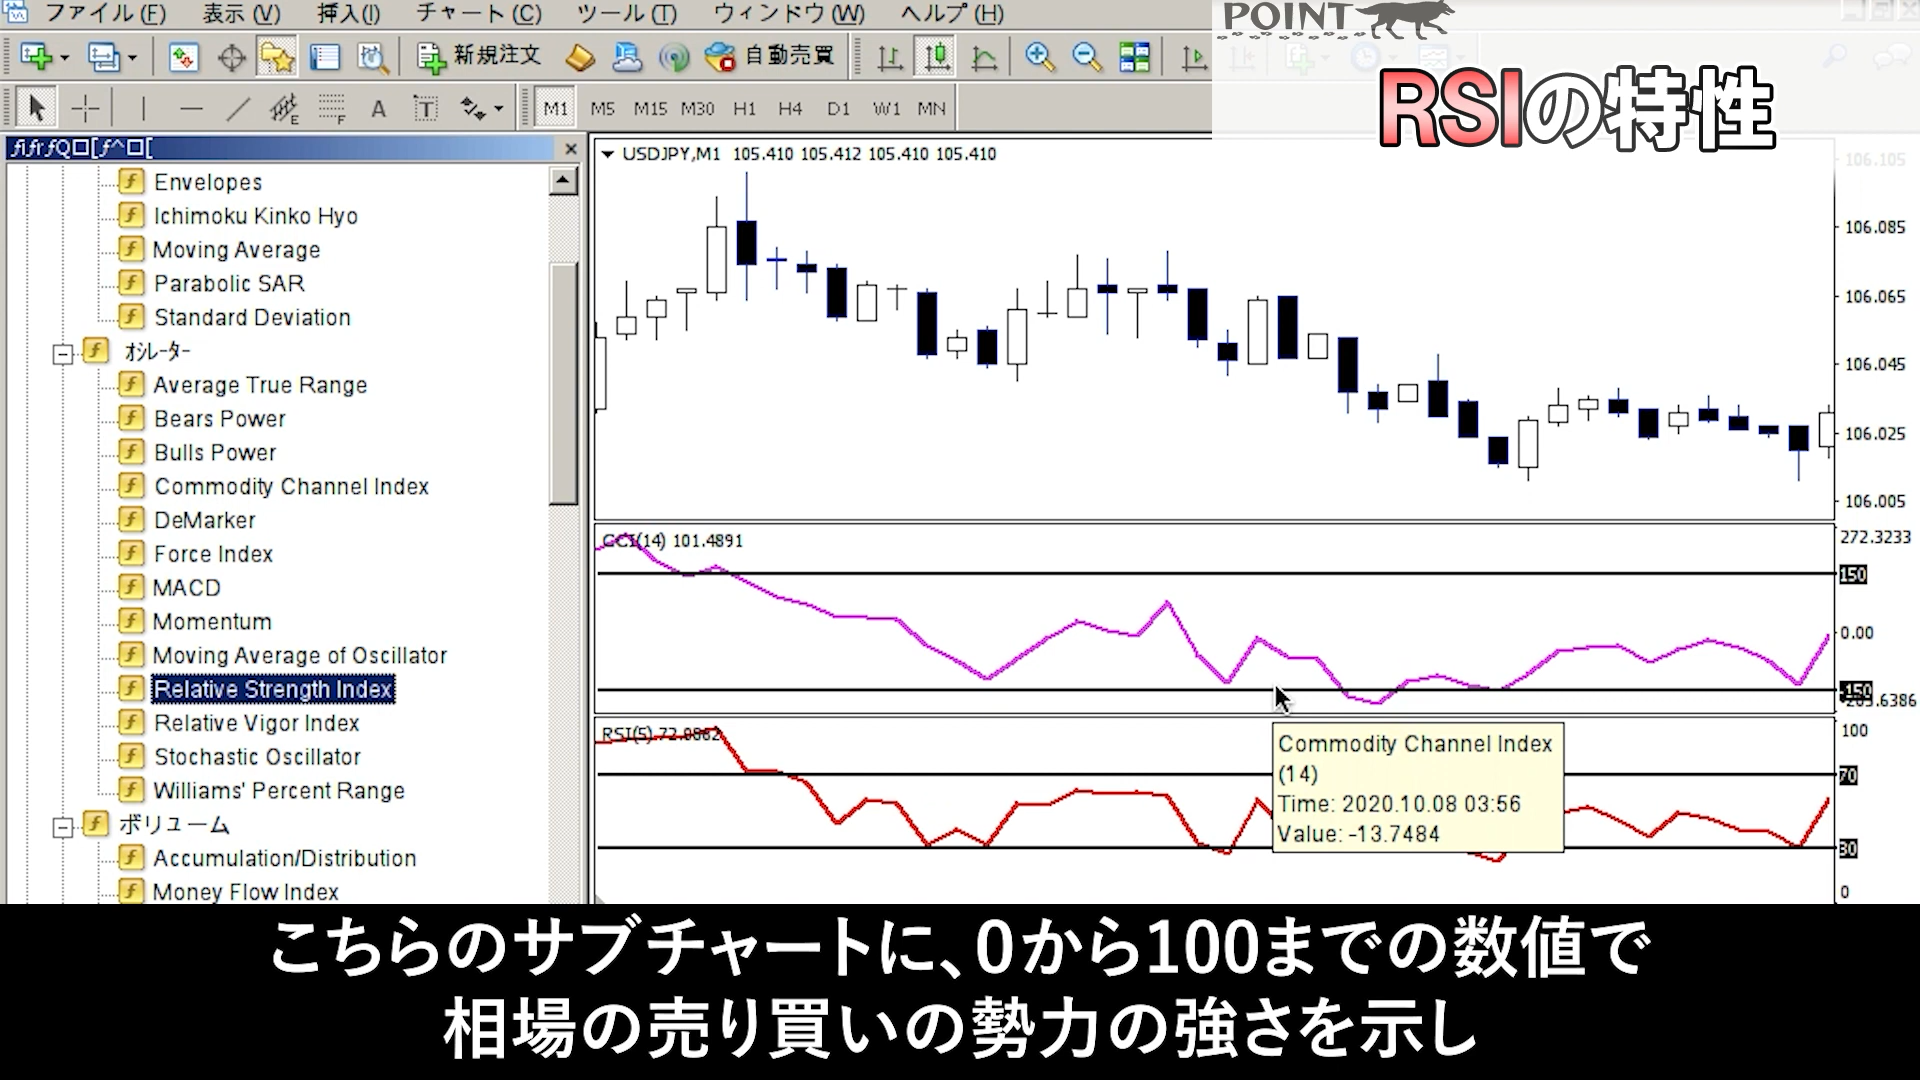 ファイル (F) 表示 (V) 挿入(I) チャート (C) ツール (T) ウィンドウ (W) ヘルプ (H)
POINT
RSIの特性
新規注文 自動売買
A T E F
M1 M5 M15 M30 H1 H4 D1 W1 MN
Envelopes
Ichimoku Kinko Hyo
Moving Average
Parabolic SAR
Standard Deviation
ｵｼﾚｰﾀｰ
Average True Range
Bears Power
Bulls Power
Commodity Channel Index
DeMarker
Force Index
MACD
Momentum
Moving Average of Oscillator
Relative Strength Index
Relative Vigor Index
Stochastic Oscillator
Williams' Percent Range
ボリューム
Accumulation/Distribution
Money Flow Index
USDJPY,M1 105.410 105.412 105.410 105.410
106.105
106.085
106.065
106.045
106.025
106.005
CCI(14) 101.4891
272.3233
150
0.00
-150
RSI(5) 72.0862
100
70
30
0
Commodity Channel Index
(14)
Time: 2020.10.08 03:56
Value: -13.7484
こちらのサブチャートに、0から100までの数値で
相場の売り買いの勢力の強さを示し